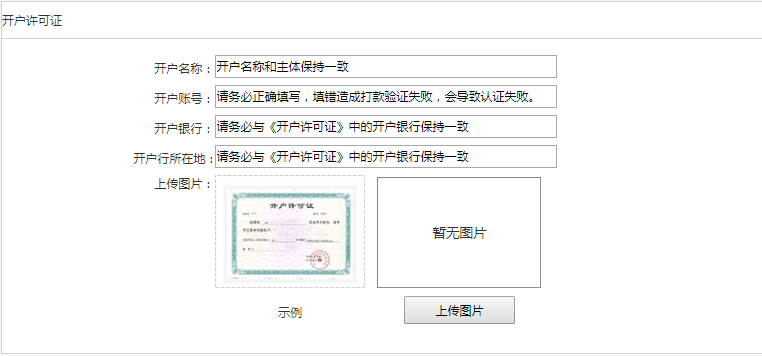 开户许可证
开户名称：开户名称和主体保持一致
开户账号：请务必正确填写，填错造成打款验证失败，会导致认证失败。
开户银行：请务必与《开户许可证》中的开户银行保持一致
开户行所在地：请务必与《开户许可证》中的开户银行保持一致
上传图片：
开户许可证
暂无图片
示例
上传图片